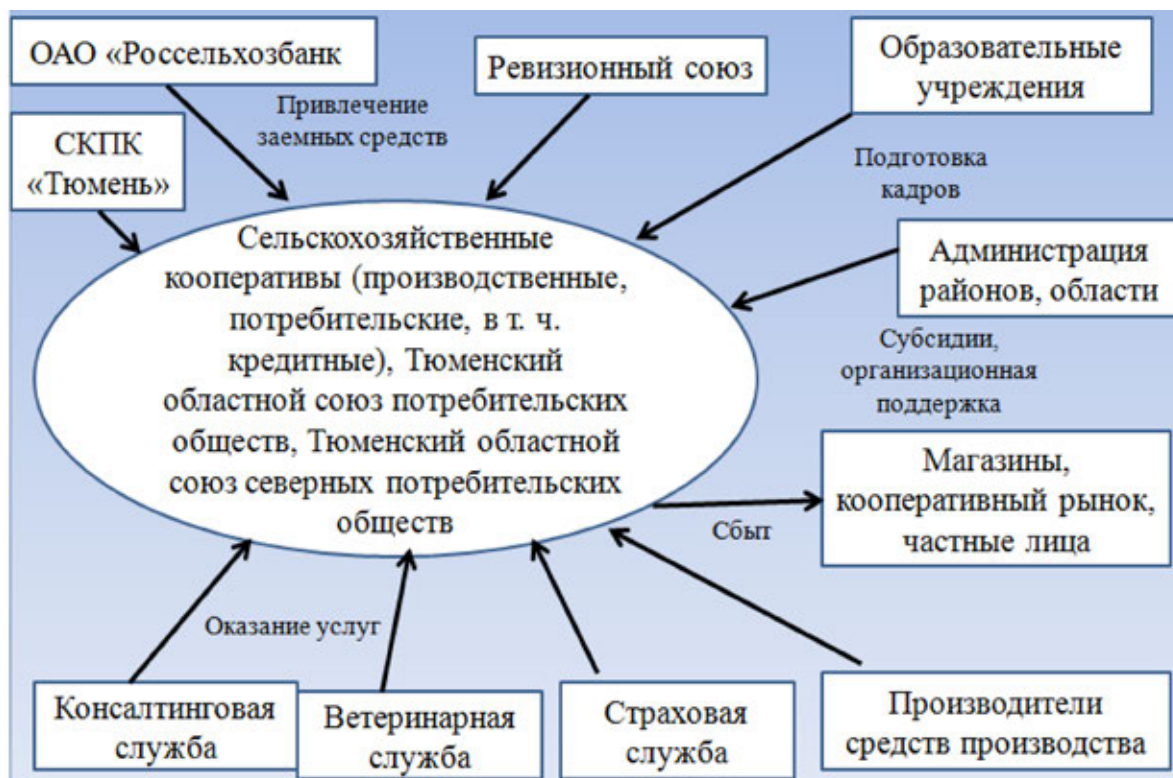 ОАО «Россельхозбанк
Ревизионный союз
Образовательные
учреждения
Привлечение
заемных средств
СКПК
«Тюмень»
Подготовка
кадров
Администрация
районов, области
Сельскохозяйственные
кооперативы (производственные,
потребительские, в т. ч.
кредитные), Тюменский
областной союз потребительских
обществ, Тюменский областной
союз северных потребительских
обществ
Субсидии,
организационная
поддержка
Магазины,
кооперативный рынок,
частные лица
Сбыт
Оказание услуг
Консалтинговая
служба
Ветеринарная
служба
Страховая
служба
Производители
средств производства